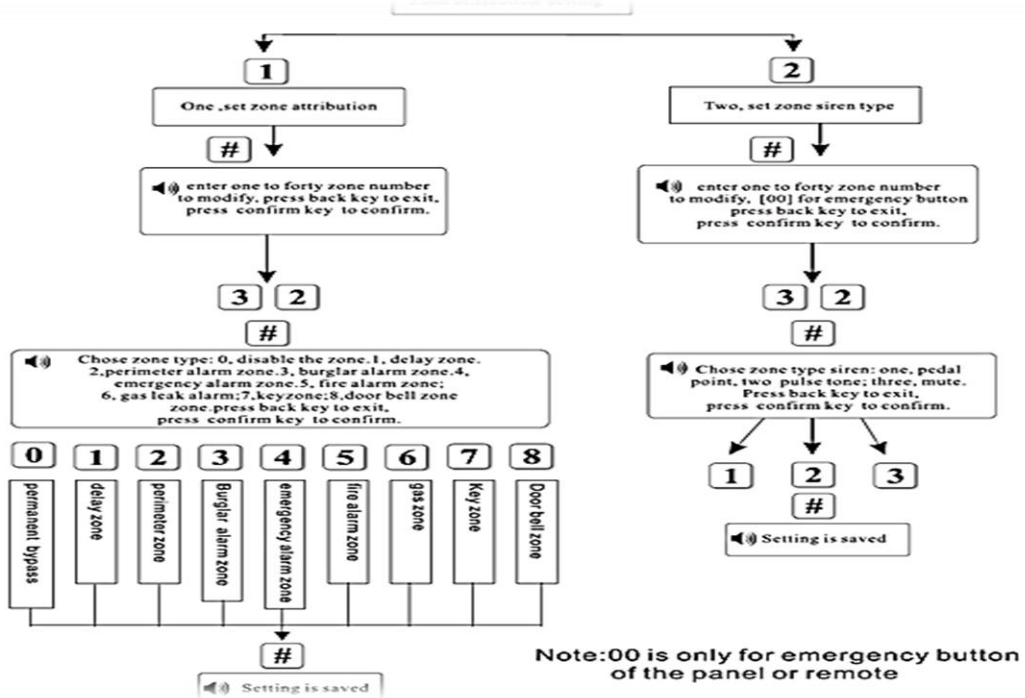 1
2
One ,set zone attribution
Two, set zone siren type
#
#
enter one to forty zone number
to modify, press back key to exit,
press confirm key to confirm.
enter one to forty zone number
to modify, [00] for emergency button
press back key to exit,
press confirm key to confirm.
3 2
3 2
#
#
Chose zone type: 0, disable the zone.1, delay zone.
2,perimeter alarm zone.3, burglar alarm zone.4,
emergency alarm zone.5, fire alarm zone;
6, gas leak alarm;7,keyzone;8,door bell zone
zone.press back key to exit,
press confirm key to confirm.
Chose zone type siren: one, pedal
point, two pulse tone; three, mute.
Press back key to exit,
press confirm key to confirm.
0 1 2 3 4 5 6 7 8
permanent bypass
delay zone
perimeter zone
Burglar alarm zone
emergency alarm zone
fire alarm zone
gas zone
Key zone
Door bell zone
1 2 3
#
Setting is saved
#
Setting is saved
Note:00 is only for emergency button
of the panel or remote